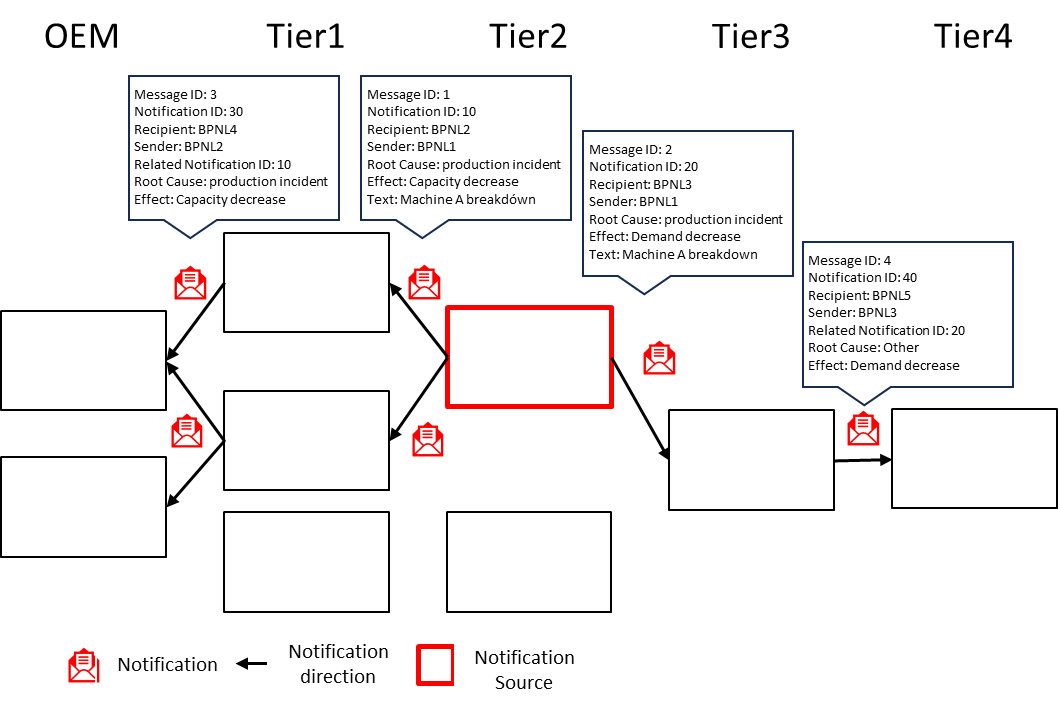 OEM
Tier1
Tier2
Tier3
Tier4
Message ID: 3
Notification ID: 30
Recipient: BPNL4
Sender: BPNL2
Related Notification ID: 10
Root Cause: production incident
Effect: Capacity decrease
Message ID: 1
Notification ID: 10
Recipient: BPNL2
Sender: BPNL1
Root Cause: production incident
Effect: Capacity decrease
Text: Machine A breakdówn
Message ID: 2
Notification ID: 20
Recipient: BPNL3
Sender: BPNL1
Root Cause: production incident
Effect: Demand decrease
Text: Machine A breakdown
Message ID: 4
Notification ID: 40
Recipient: BPNL5
Sender: BPNL3
Related Notification ID: 20
Root Cause: Other
Effect: Demand decrease
Notification
Notification
direction
Notification
Source